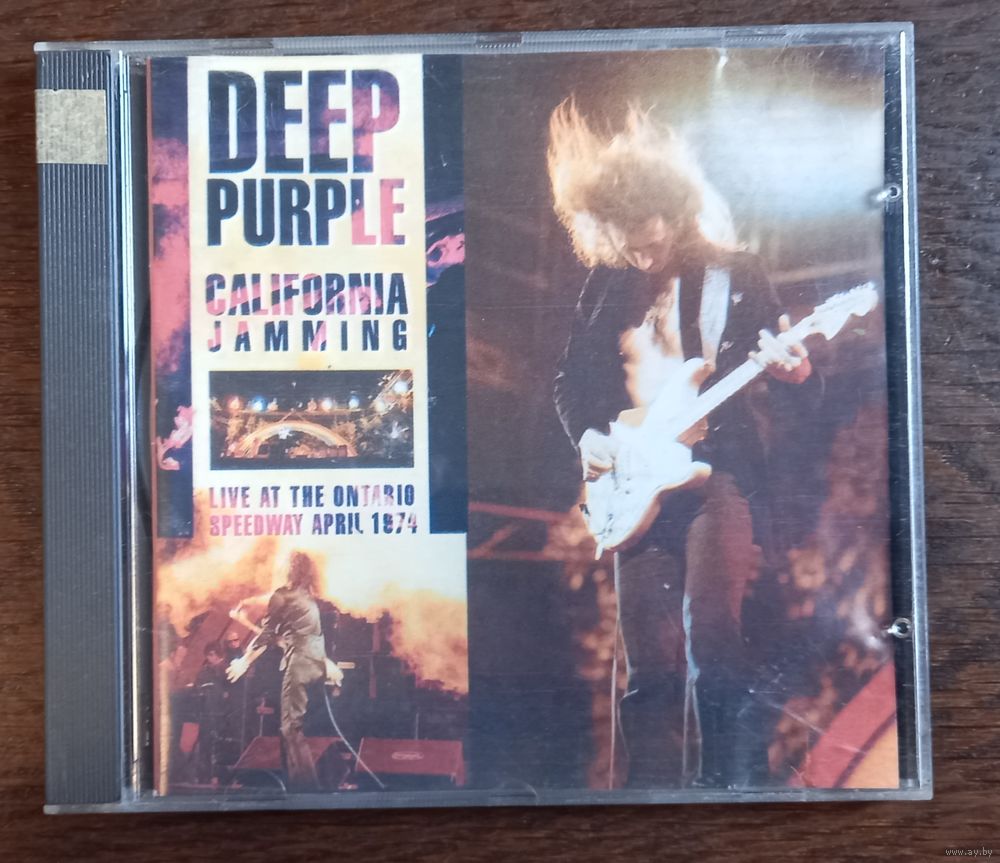 DEEP
PURPLE
CALIFORNIA
JAMMING
LIVE AT THE ONTARIO
SPEEDWAY APRIL 1974
www.ay.by